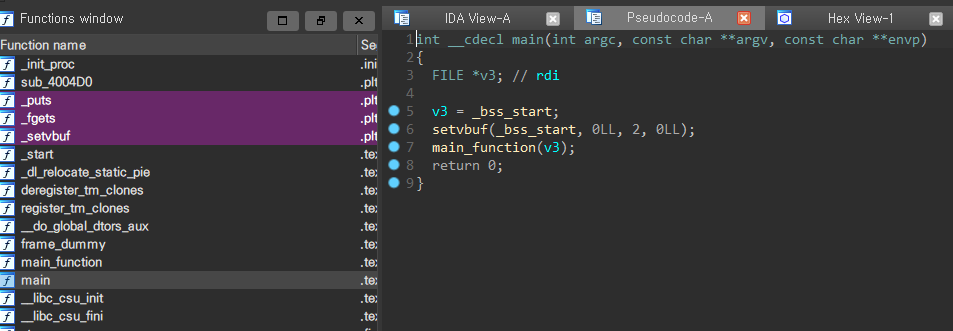 Functions window
IDA View-A
Pseudocode-A
Hex View-1
Function name
Se
_init_proc
.ini
sub_4004D0
.plt
_puts
.plt
_fgets
.plt
_setvbuf
.plt
_start
.tex
_dl_relocate_static_pie
.tex
deregister_tm_clones
.tex
register_tm_clones
.tex
__do_global_dtors_aux
.tex
frame_dummy
.tex
main_function
.tex
main
.tex
__libc_csu_init
.tex
__libc_csu_fini
.tex
1 int __cdecl main(int argc, const char **argv, const char **envp)
2 {
3 FILE *v3; // rdi
4
5 v3 = _bss_start;
6 setvbuf(_bss_start, 0LL, 2, 0LL);
7 main_function(v3);
8 return 0;
9 }